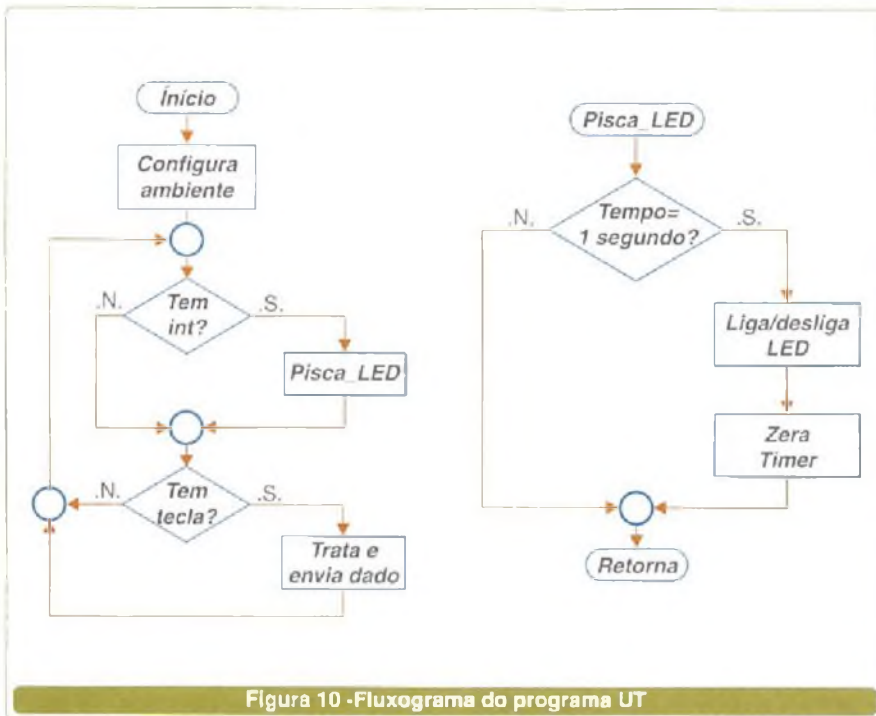 Ínício
Configura
ambiente
.N.
Tem
int?
.S.
Pisca_LED
.N.
Tem
tecla?
.S.
Trata e
envia dado
Pisca_LED
.N.
Tempo=
1 segundo?
.S.
Liga/desliga
LED
Zera
Timer
Retorna
Figura 10 -Fluxograma do programa UT